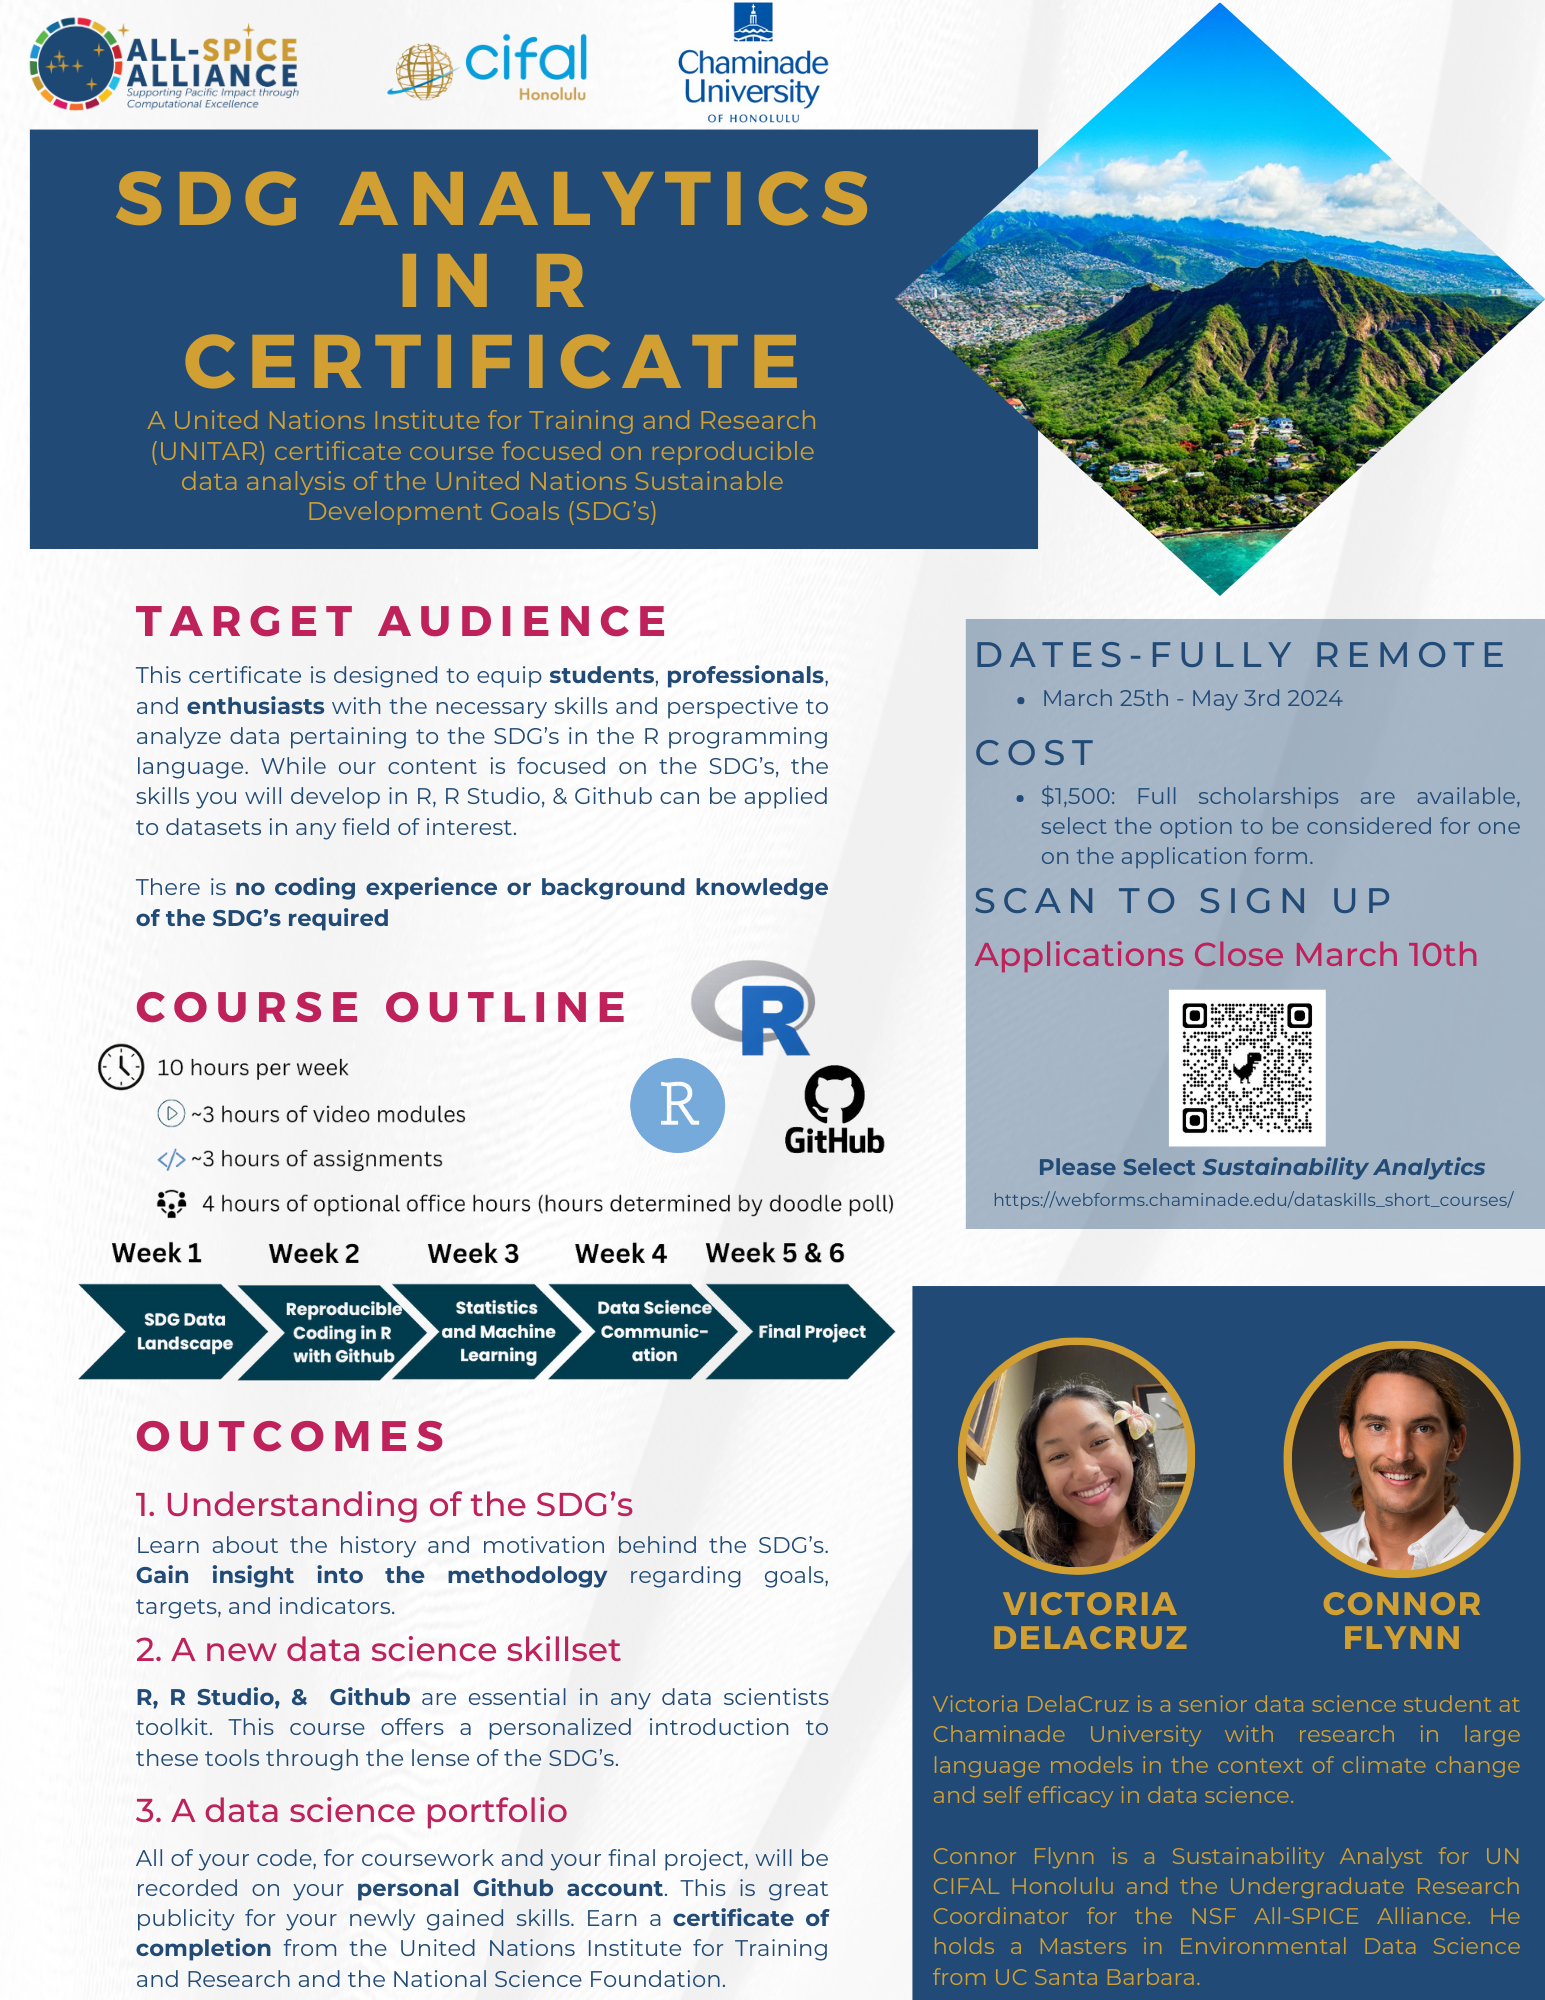 ALL-SPICE
ALLIANCE
Supporting Pacific Impact through
Computational Excellence
cifal
Honolulu
Chaminade
University
OF HONOLULU
SDG ANALYTICS
IN R
CERTIFICATE
A United Nations Institute for Training and Research
(UNITAR) certificate course focused on reproducible
data analysis of the United Nations Sustainable
Development Goals (SDG's)
TARGET AUDIENCE
This certificate is designed to equip students, professionals,
and enthusiasts with the necessary skills and perspective to
analyze data pertaining to the SDG's in the R programming
language. While our content is focused on the SDG's, the
skills you will develop in R, R Studio, & Github can be applied
to datasets in any field of interest.
There is no coding experience or background knowledge
of the SDG's required
COURSE OUTLINE
R
R
GitHub
10 hours per week
~3 hours of video modules
</> ~3 hours of assignments
4 hours of optional office hours (hours determined by doodle poll)
Week 1
Week 2
Week 3
Week 4
Week 5 & 6
SDG Data
Landscape
Reproducible
Coding in R
with Github
Statistics
and Machine
Learning
Data Science
Communic-
ation
Final Project
OUTCOMES
1. Understanding of the SDG's
Learn about the history and motivation behind the SDG's.
Gain insight into the methodology regarding goals,
targets, and indicators.
2. A new data science skillset
R, R Studio, & Github are essential in any data scientists
toolkit. This course offers a personalized introduction to
these tools through the lense of the SDG's.
3. A data science portfolio
All of your code, for coursework and your final project, will be
recorded on your personal Github account. This is great
publicity for your newly gained skills. Earn a certificate of
completion from the United Nations Institute for Training
and Research and the National Science Foundation.
DATES-FULLY REMOTE
• March 25th - May 3rd 2024
COST
• $1,500: Full scholarships are available,
select the option to be considered for one
on the application form.
SCAN TO SIGN UP
Applications Close March 10th
Please Select Sustainability Analytics
https://webforms.chaminade.edu/dataskills_short_courses/
VICTORIA
DELACRUZ
CONNOR
FLYNN
Victoria DelaCruz is a senior data science student at
Chaminade University with research in large
language models in the context of climate change
and self efficacy in data science.
Connor Flynn is a Sustainability Analyst for UN
CIFAL Honolulu and the Undergraduate Research
Coordinator for the NSF All-SPICE Alliance. He
holds a Masters in Environmental Data Science
from UC Santa Barbara.